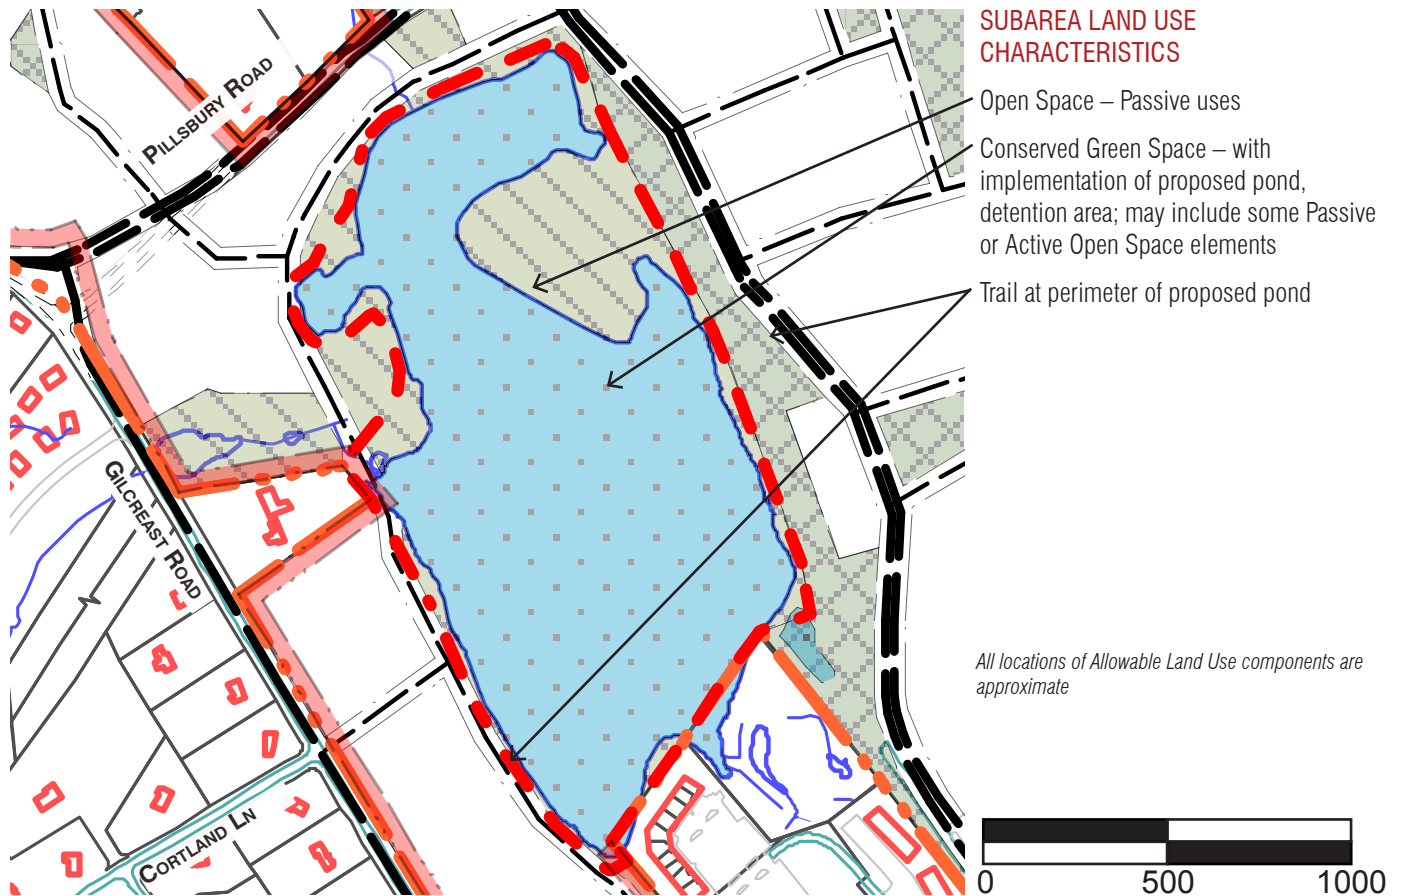 SUBAREA LAND USE
CHARACTERISTICS
Open Space – Passive uses
Conserved Green Space – with
implementation of proposed pond,
detention area; may include some Passive
or Active Open Space elements
Trail at perimeter of proposed pond
PILLSBURY ROAD
GILCREAST ROAD
CORTLAND LN
All locations of Allowable Land Use components are
approximate
0 500 1000